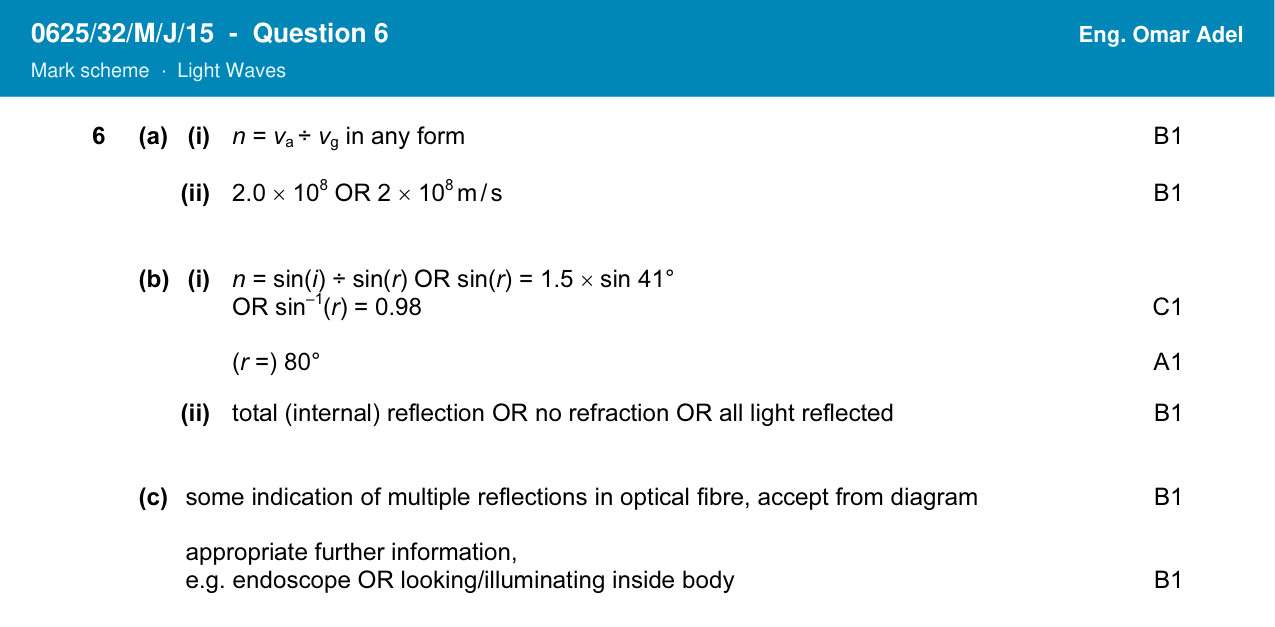 0625/32/M/J/15 - Question 6
Eng. Omar Adel
Mark scheme · Light Waves
6 (a) (i) n = vₐ ÷ v_g in any form B1
(ii) 2.0 × 10⁸ OR 2 × 10⁸ m/s B1
(b) (i) n = sin(i) ÷ sin(r) OR sin(r) = 1.5 × sin 41°
OR sin⁻¹(r) = 0.98 C1
(r =) 80° A1
(ii) total (internal) reflection OR no refraction OR all light reflected B1
(c) some indication of multiple reflections in optical fibre, accept from diagram B1
appropriate further information,
e.g. endoscope OR looking/illuminating inside body B1